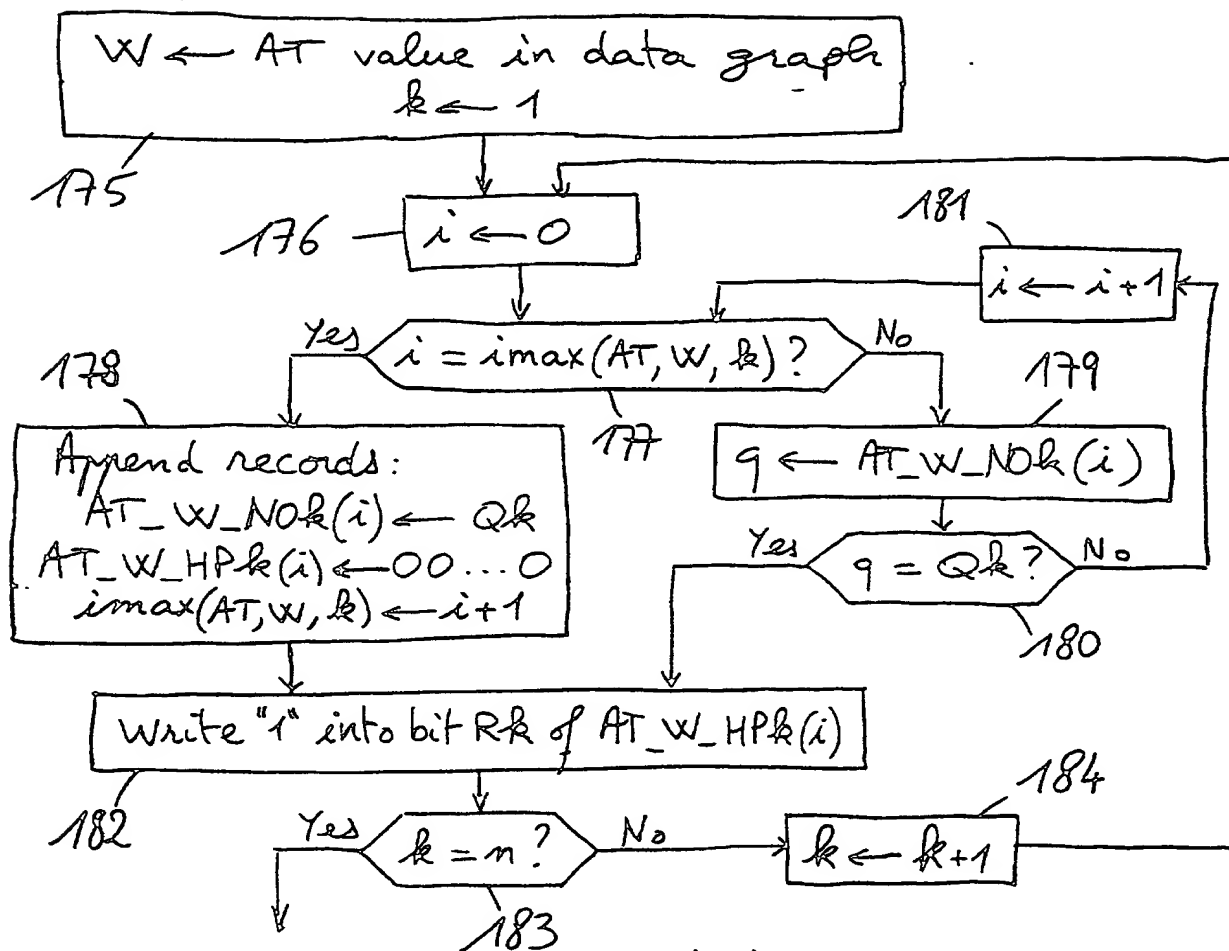 W ← AT value in data graph
k ← 1
175
176
i ← 0
181
i ← i+1
Yes
i = imax(AT, W, k)?
No
177
178
Append records:
AT_W_NOk(i) ← Qk
AT_W_HPk(i) ← 00...0
imax(AT, W, k) ← i+1
179
q ← AT_W_NOk(i)
Yes
q = Qk?
No
180
Write "1" into bit Rk of AT_W_HPk(i)
182
Yes
k = n?
No
183
184
k ← k+1